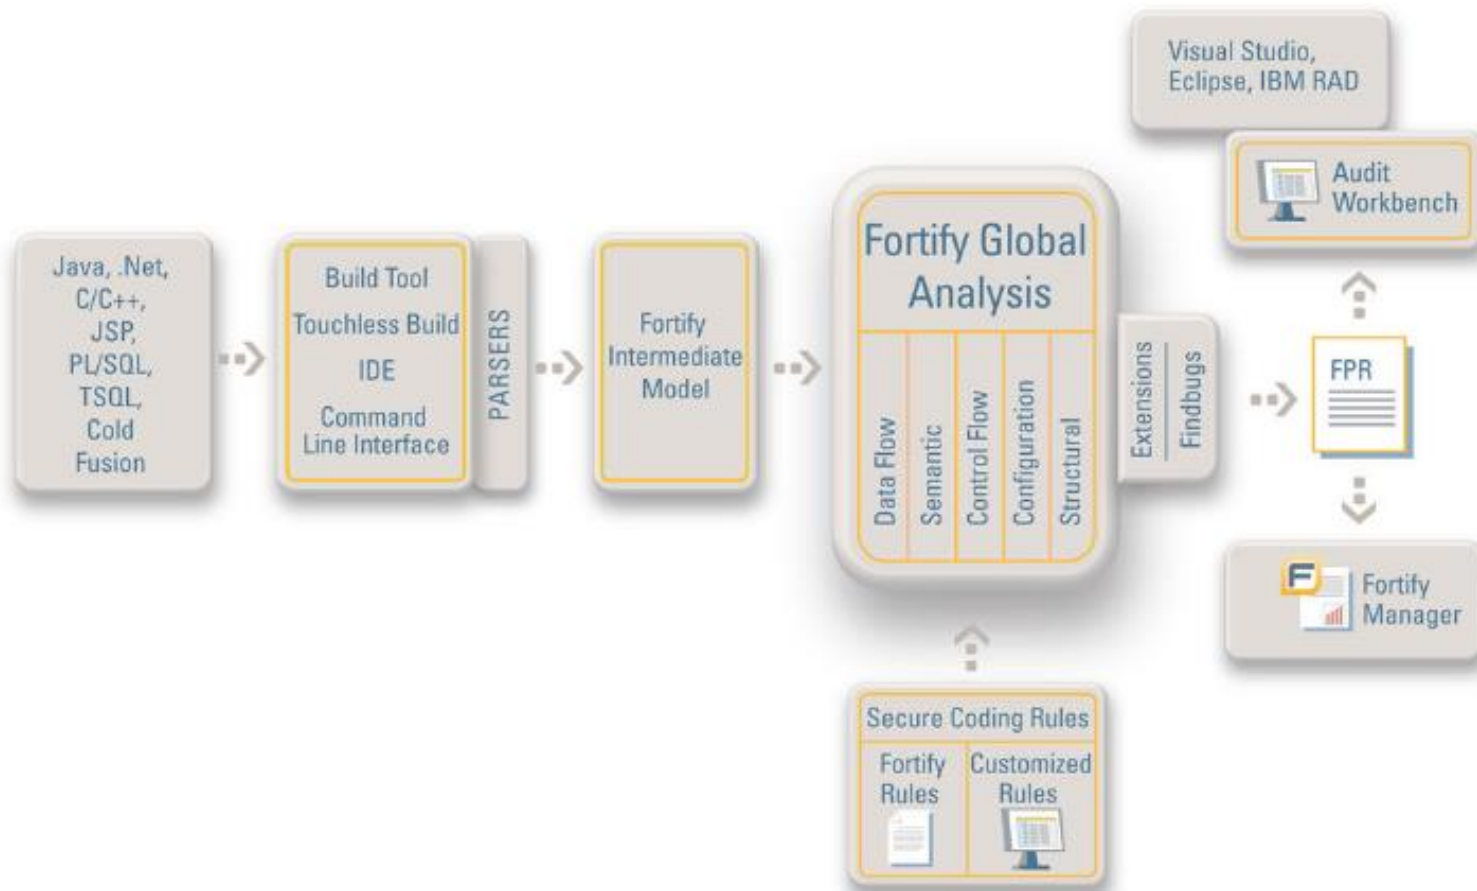 Java, .Net,
C/C++,
JSP,
PL/SQL,
TSQL,
Cold
Fusion
Build Tool
Touchless Build
IDE
Command
Line Interface
PARSERS
Fortify
Intermediate
Model
Fortify Global
Analysis
Data Flow
Semantic
Control Flow
Configuration
Structural
Extensions
Findbugs
Secure Coding Rules
Fortify
Rules
Customized
Rules
Visual Studio,
Eclipse, IBM RAD
Audit
Workbench
FPR
F
Fortify
Manager